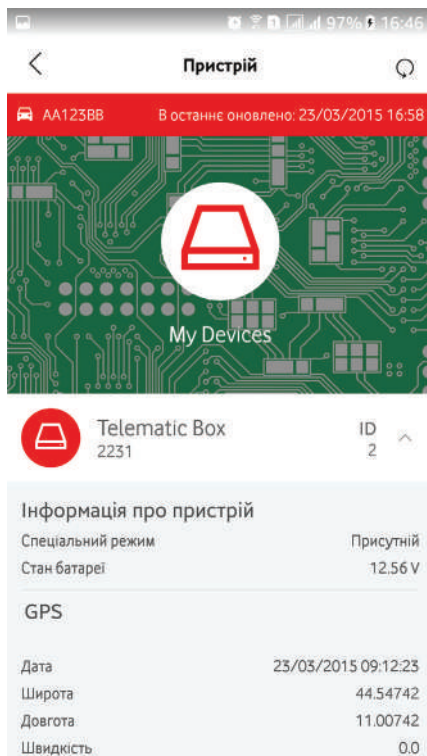 97% 16:46
Пристрій
AA123BB В останнє оновлено: 23/03/2015 16:58
My Devices
Telematic Box ID
2231 2
Інформація про пристрій
Спеціальний режим Присутній
Стан батареї 12.56 V
GPS
Дата 23/03/2015 09:12:23
Широта 44.54742
Довгота 11.00742
Швидкість 0.0